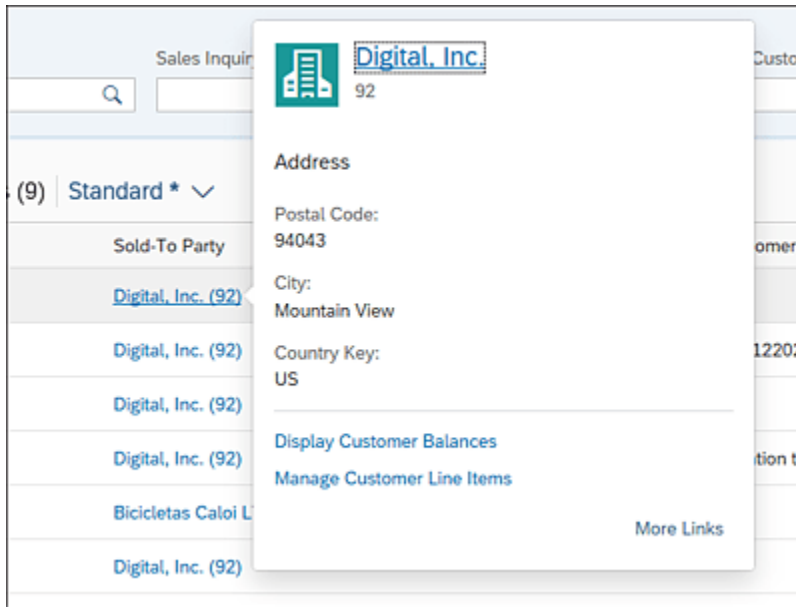 Sales Inquir
Digital, Inc.
92
Custo
Address
(9) Standard *
Postal Code:
94043
Sold-To Party
omer
City:
Mountain View
Digital, Inc. (92)
Country Key:
US
Digital, Inc. (92)
1220
Digital, Inc. (92)
Display Customer Balances
Digital, Inc. (92)
tion t
Manage Customer Line Items
Bicicletas Caloi L
More Links
Digital, Inc. (92)